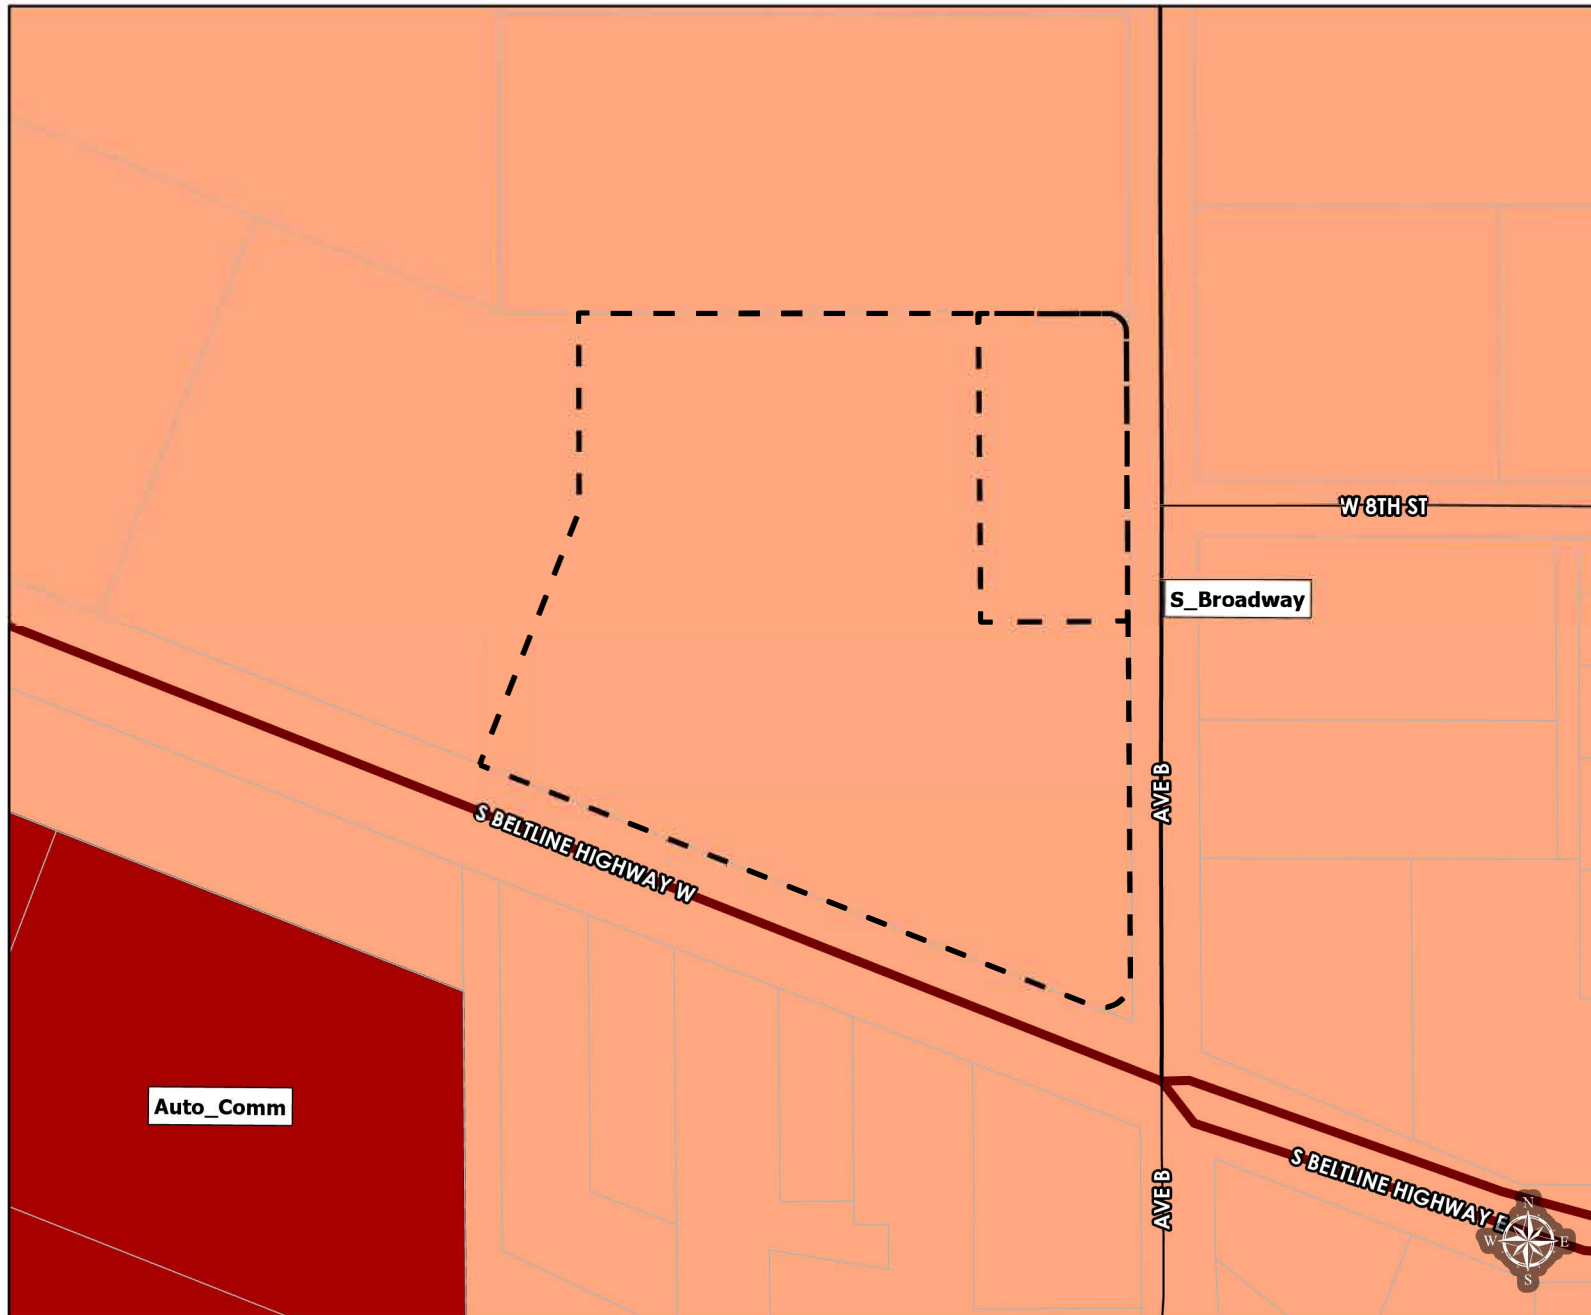 W 8TH ST
S_Broadway
AVE B
S BELTLINE HIGHWAY W
Auto_Comm
AVE B
S BELTLINE HIGHWAY E
N
W E
S